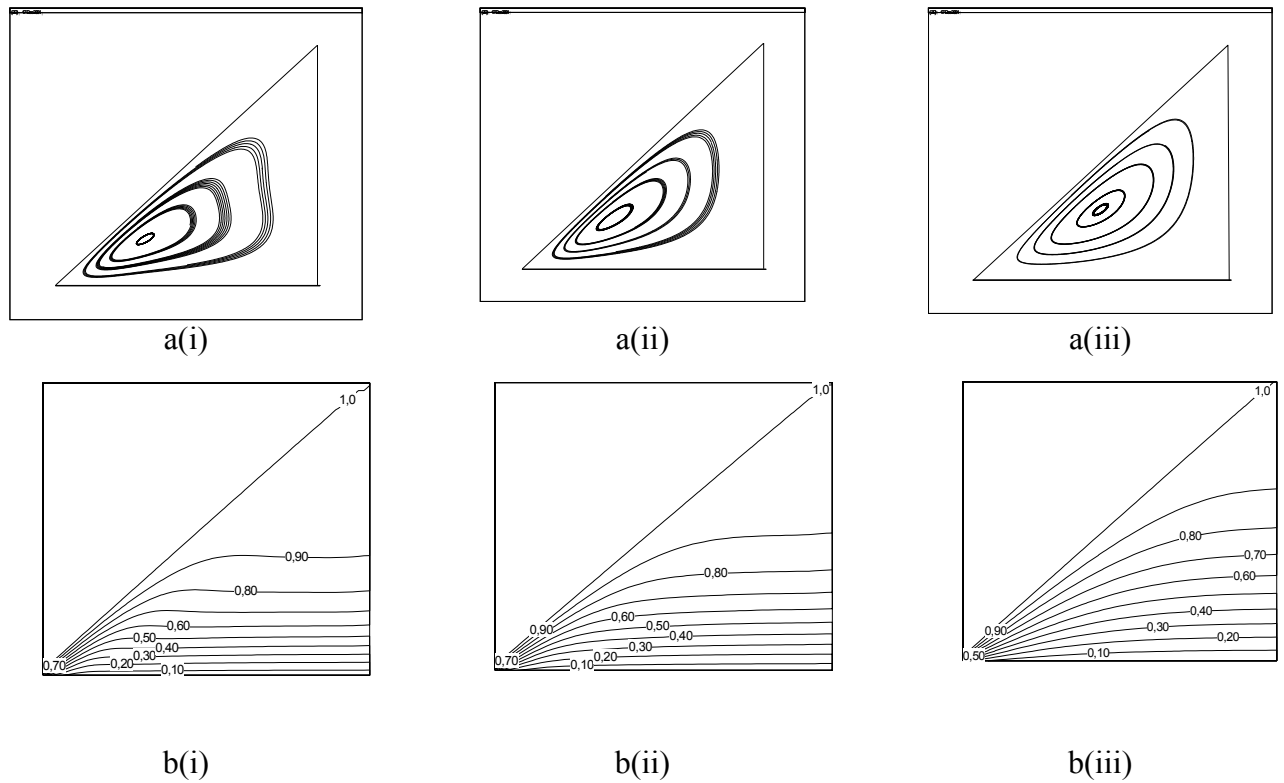 a(i) a(ii) a(iii)
1,0 1,0 1,0
0,90 0,80 0,60 0,50 0,40 0,30 0,20 0,10 0,70
0,80 0,90 0,60 0,50 0,40 0,30 0,20 0,10 0,70
0,80 0,70 0,60 0,40 0,30 0,20 0,10 0,90 0,50
b(i) b(ii) b(iii)